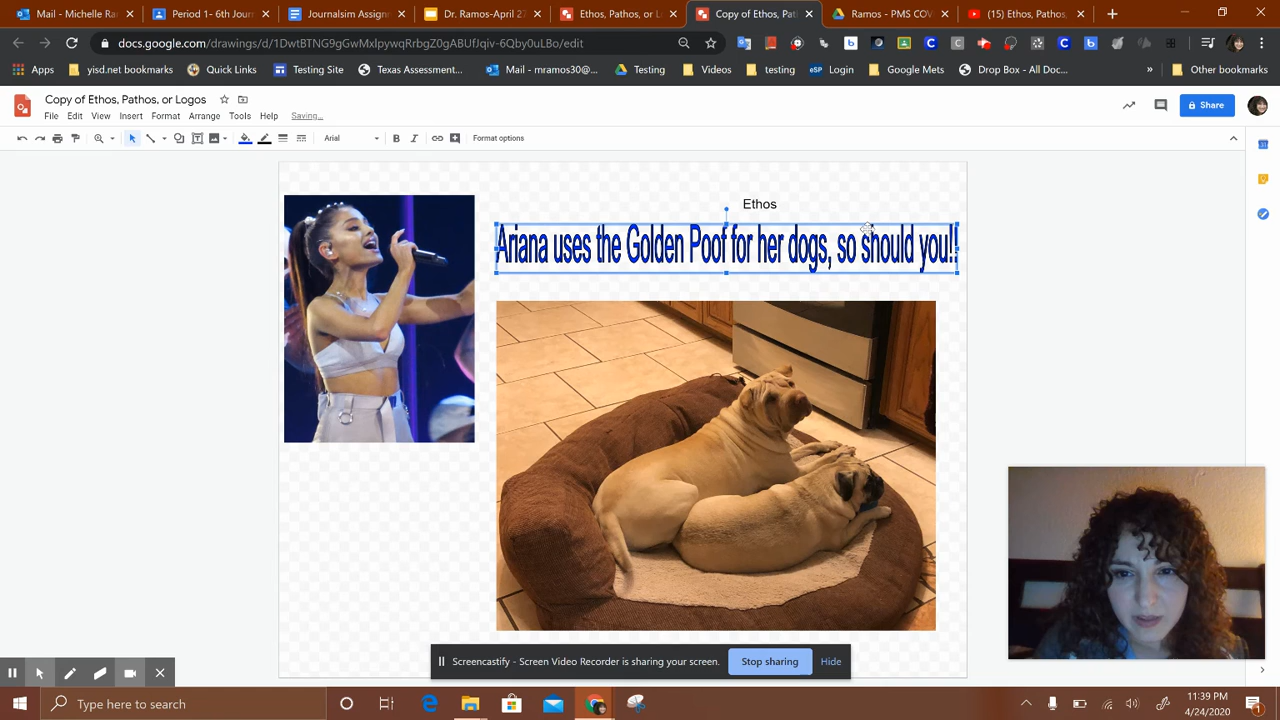 Mail - Michelle Ra
Period 1- 6th Jour
Journalsim Assign
Dr. Ramos-April 27
Ethos, Pathos, or L
Copy of Ethos, Pat
Ramos - PMS COV
(15) Ethos, Pathos
docs.google.com/drawings/d/1DwtBTNG9gGwMxlpywqRrbgZ0gABUfJqiv-6Qby0uLBo/edit
Apps
yisd.net bookmarks
Quick Links
Testing Site
Texas Assessment...
Mail - mramos30@...
Testing
Videos
testing
eSP Login
Google Mets
Drop Box - All Doc...
Other bookmarks
Copy of Ethos, Pathos, or Logos
File Edit View Insert Format Arrange Tools Help Saving...
Share
Arial
Format options
Ethos
Ariana uses the Golden Poof for her dogs, so should you!!
Screencastify - Screen Video Recorder is sharing your screen.
Stop sharing
Hide
Type here to search
11:39 PM
4/24/2020